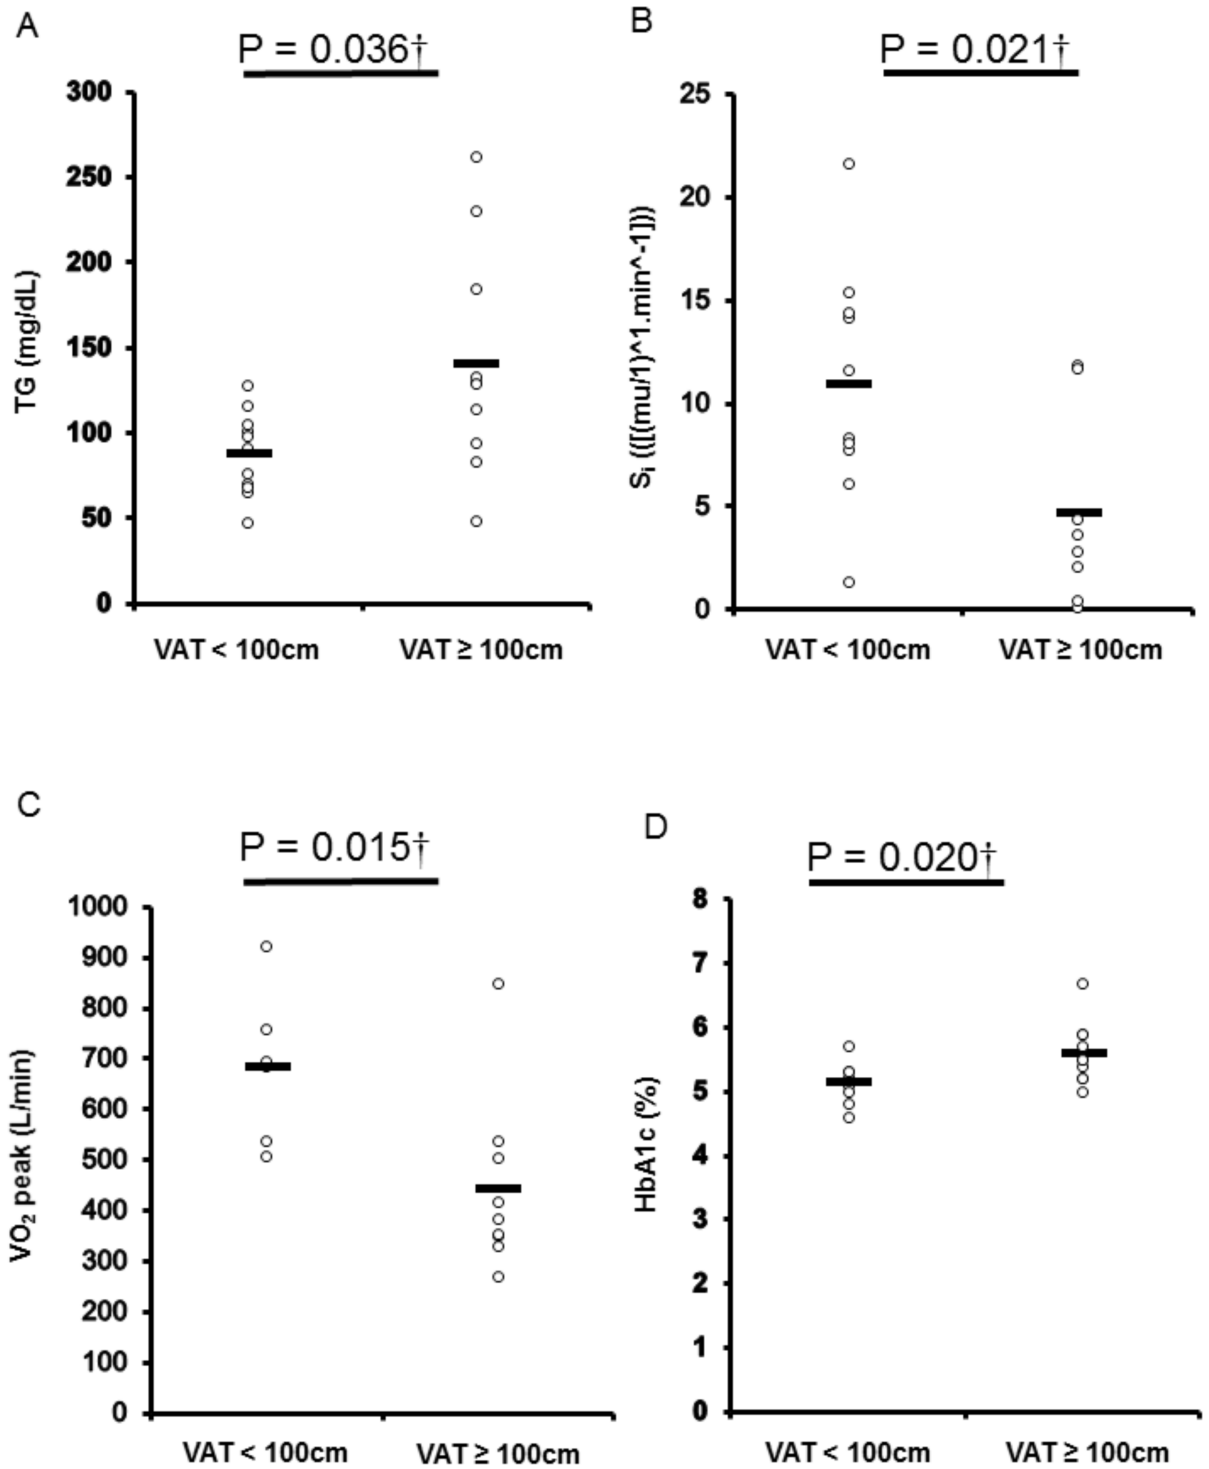 A
P = 0.036†
300
250
200
150
100
50
0
TG (mg/dL)
VAT < 100cm
VAT ≥ 100cm
B
P = 0.021†
25
20
15
10
5
0
Si (([(mu/1)^1.min^-1]))
VAT < 100cm
VAT ≥ 100cm
C
P = 0.015†
1000
900
800
700
600
500
400
300
200
100
0
VO₂ peak (L/min)
VAT < 100cm
VAT ≥ 100cm
D
P = 0.020†
8
7
6
5
4
3
2
1
0
HbA1c (%)
VAT < 100cm
VAT ≥ 100cm